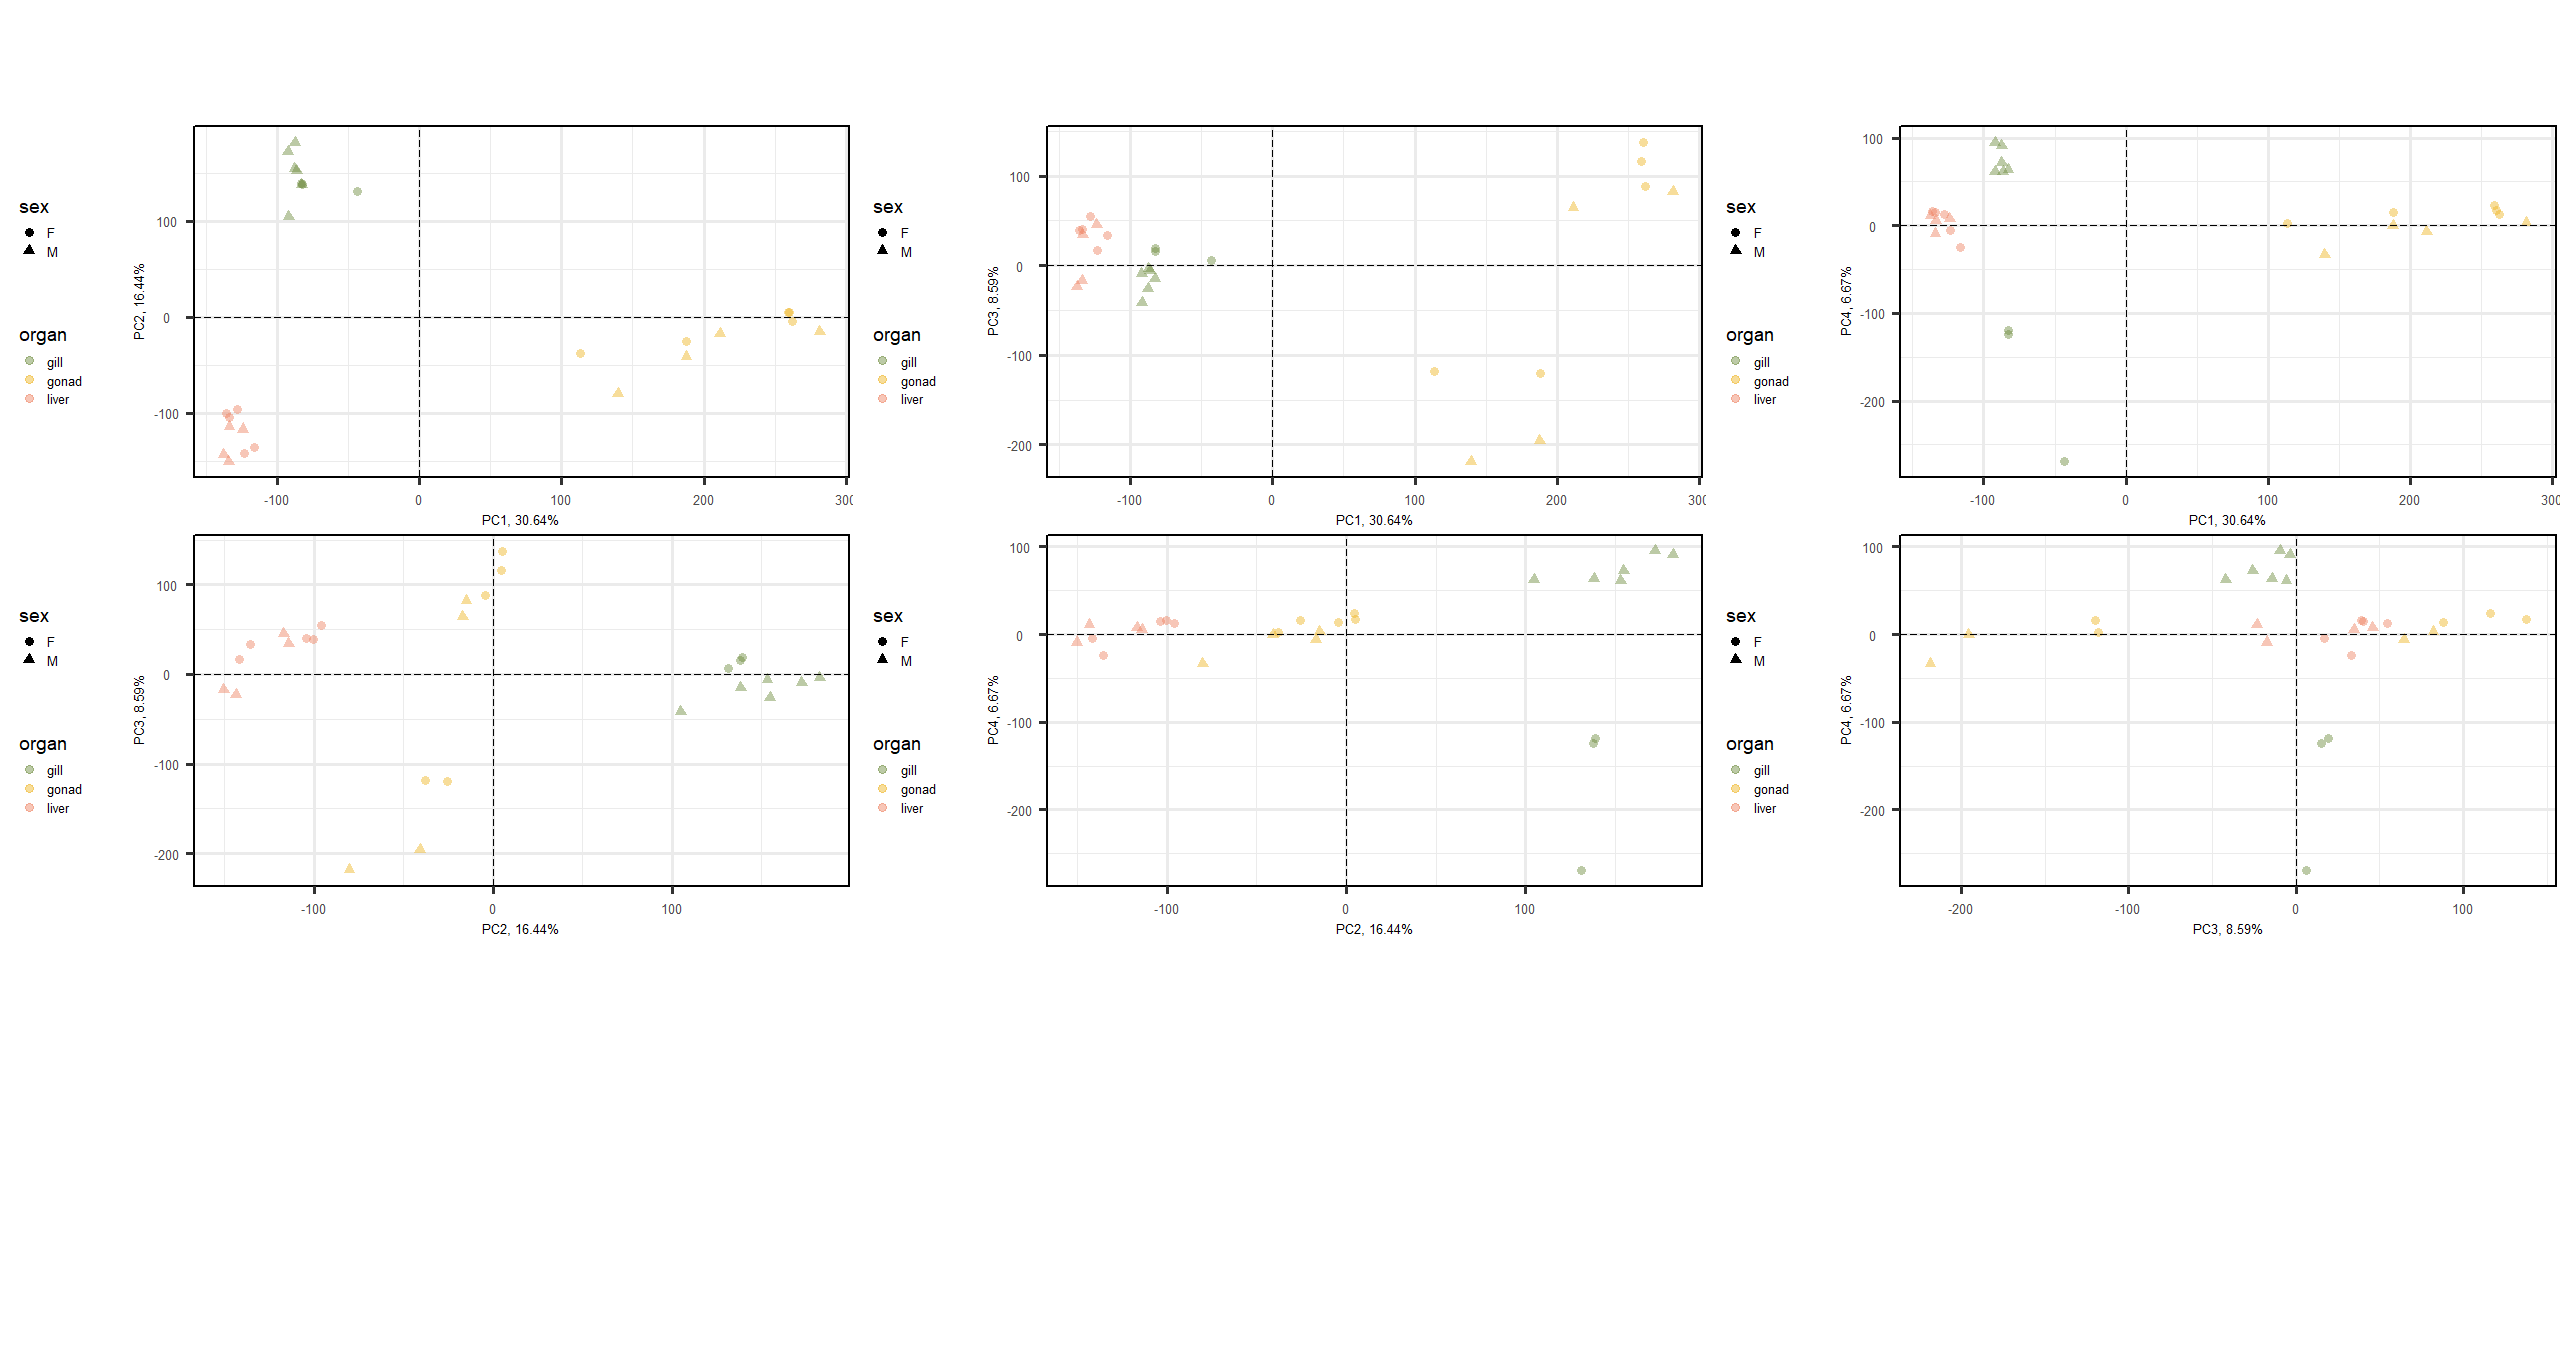 sex
F
M
organ
gill
gonad
liver
PC2, 16.44%
100
0
-100
-100
0
100
200
300
PC1, 30.64%
sex
F
M
organ
gill
gonad
liver
PC3, 8.59%
100
0
-100
-200
-100
0
100
200
300
PC1, 30.64%
sex
F
M
organ
gill
gonad
liver
PC4, 6.67%
100
0
-100
-200
-100
0
100
200
300
PC1, 30.64%
sex
F
M
organ
gill
gonad
liver
PC3, 8.59%
100
0
-100
-200
-100
0
100
PC2, 16.44%
sex
F
M
organ
gill
gonad
liver
PC4, 6.67%
100
0
-100
-200
-100
0
100
PC2, 16.44%
sex
F
M
organ
gill
gonad
liver
PC4, 6.67%
100
0
-100
-200
-200
-100
0
100
PC3, 8.59%